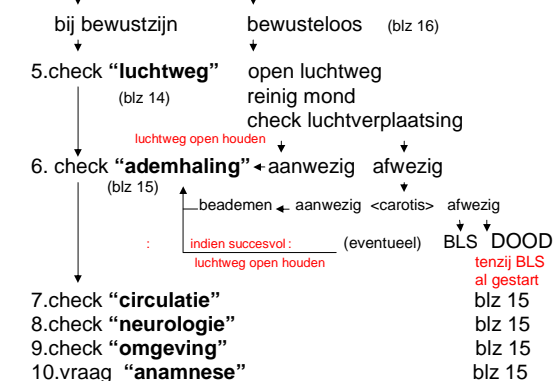 bij bewustzijn bewusteloos (blz 16)
5.check “luchtweg” open luchtweg
(blz 14) reinig mond
check luchtverplaatsing
luchtweg open houden
6. check “ademhaling” aanwezig afwezig
(blz 15)
beademen aanwezig <carotis> afwezig
: indien succesvol : (eventueel) BLS DOOD
luchtweg open houden tenzij BLS
al gestart
7.check “circulatie” blz 15
8.check “neurologie” blz 15
9.check “omgeving” blz 15
10.vraag “anamnese” blz 15